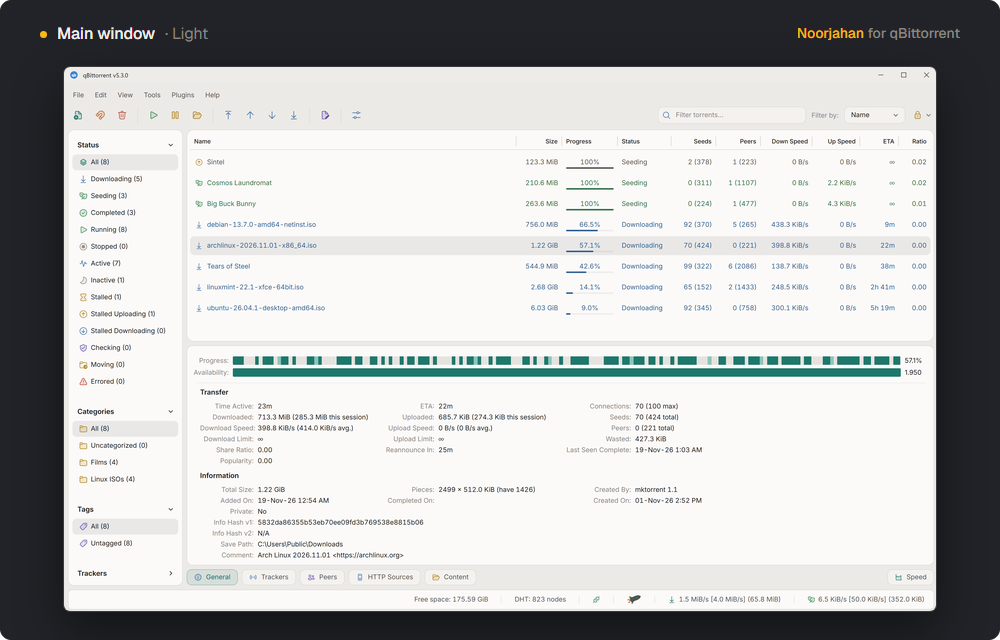 Main window · Light
Noorjahan for qBittorrent
qBittorrent v5.3.0
File Edit View Tools Plugins Help
Filter torrents...
Filter by: Name
Status
All (8)
Downloading (5)
Seeding (3)
Completed (3)
Running (8)
Stopped (0)
Active (7)
Inactive (1)
Stalled (1)
Stalled Uploading (1)
Stalled Downloading (0)
Checking (0)
Moving (0)
Errored (0)
Categories
All (8)
Uncategorized (0)
Films (4)
Linux ISOs (4)
Tags
All (8)
Untagged (8)
Trackers
Name Size Progress Status Seeds Peers Down Speed Up Speed ETA Ratio
Sintel 123.3 MiB 100% Seeding 2 (378) 1 (223) 0 B/s 0 B/s ∞ 0.02
Cosmos Laundromat 210.6 MiB 100% Seeding 0 (311) 1 (1107) 0 B/s 2.2 KiB/s ∞ 0.02
Big Buck Bunny 263.6 MiB 100% Seeding 0 (224) 1 (477) 0 B/s 4.3 KiB/s ∞ 0.01
debian-13.7.0-amd64-netinst.iso 756.0 MiB 66.5% Downloading 92 (370) 5 (265) 438.3 KiB/s 0 B/s 9m 0.00
archlinux-2026.11.01-x86_64.iso 1.22 GiB 57.1% Downloading 70 (424) 0 (221) 398.8 KiB/s 0 B/s 22m 0.00
Tears of Steel 544.9 MiB 42.6% Downloading 99 (322) 6 (2086) 138.7 KiB/s 0 B/s 38m 0.00
linuxmint-22.1-xfce-64bit.iso 2.68 GiB 14.1% Downloading 65 (152) 2 (1433) 248.5 KiB/s 0 B/s 2h 41m 0.00
ubuntu-26.04.1-desktop-amd64.iso 6.03 GiB 9.0% Downloading 92 (345) 0 (758) 300.1 KiB/s 0 B/s 5h 19m 0.00
Progress: 57.1%
Availability: 1.950
Transfer
Time Active: 23m ETA: 22m Connections: 70 (100 max)
Downloaded: 713.3 MiB (285.3 MiB this session) Uploaded: 685.7 KiB (274.3 KiB this session) Seeds: 70 (424 total)
Download Speed: 398.8 KiB/s (414.0 KiB/s avg.) Upload Speed: 0 B/s (0 B/s avg.) Peers: 0 (221 total)
Download Limit: ∞ Upload Limit: ∞ Wasted: 427.3 KiB
Share Ratio: 0.00 Reannounce In: 25m Last Seen Complete: 19-Nov-26 1:03 AM
Popularity: 0.00
Information
Total Size: 1.22 GiB Pieces: 2499 × 512.0 KiB (have 1426) Created By: mktorrent 1.1
Added On: 19-Nov-26 12:54 AM Completed On: Created On: 01-Nov-26 2:52 PM
Private: No
Info Hash v1: 5832da86355b53eb70ee09fd3b769538e8815b06
Info Hash v2: N/A
Save Path: C:\Users\Public\Downloads
Comment: Arch Linux 2026.11.01 <https://archlinux.org>
General Trackers Peers HTTP Sources Content Speed
Free space: 175.59 GiB DHT: 823 nodes 1.5 MiB/s [4.0 MiB/s] (65.8 MiB) 6.5 KiB/s [50.0 KiB/s] (352.0 KiB)